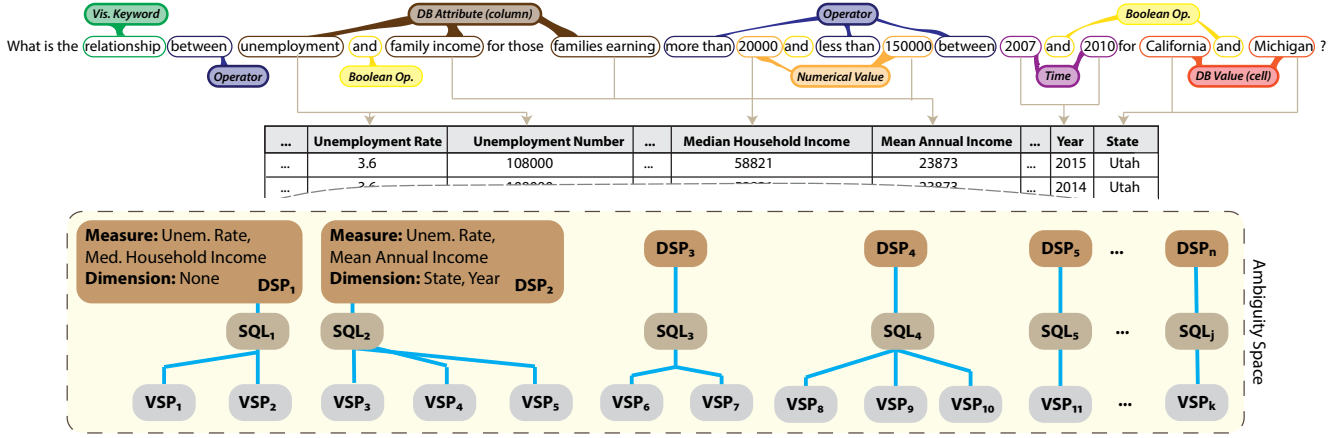 Vis. Keyword
DB Attribute (column)
Operator
Boolean Op.
What is the relationship between unemployment and family income for those families earning more than 20000 and less than 150000 between 2007 and 2010 for California and Michigan ?
Operator
Boolean Op.
Numerical Value
Time
DB Value (cell)
... Unemployment Rate Unemployment Number ... Median Household Income Mean Annual Income ... Year State
... 3.6 108000 ... 58821 23873 ... 2015 Utah
... 3.6 108000 23873 ... 2014 Utah
Measure: Unem. Rate,
Med. Household Income
Dimension: None
DSP1
Measure: Unem. Rate,
Mean Annual Income
Dimension: State, Year
DSP2
DSP3
DSP4
DSP5
...
DSPn
SQL1
SQL2
SQL3
SQL4
SQL5
...
SQLj
VSP1
VSP2
VSP3
VSP4
VSP5
VSP6
VSP7
VSP8
VSP9
VSP10
VSP11
...
VSPk
Ambiguity Space